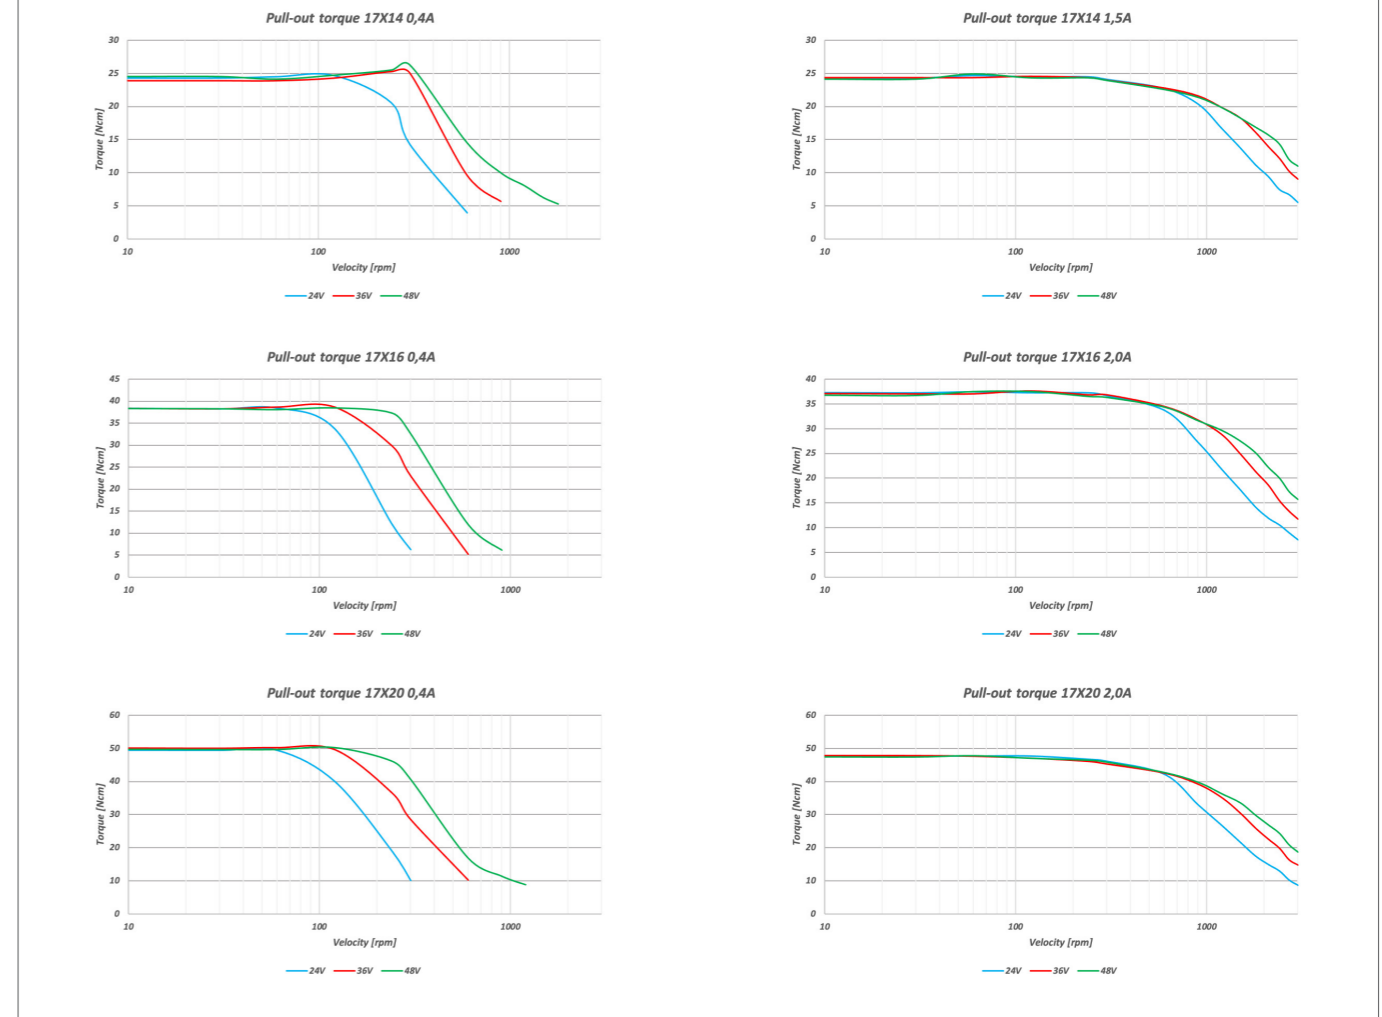 Pull-out torque 17X14 0,4A
30
25
20
15
10
5
0
Torque [Ncm]
10 100 1000
Velocity [rpm]
24V 36V 48V
Pull-out torque 17X14 1,5A
30
25
20
15
10
5
0
Torque [Ncm]
10 100 1000
Velocity [rpm]
24V 36V 48V
Pull-out torque 17X16 0,4A
45
40
35
30
25
20
15
10
5
0
Torque [Ncm]
10 100 1000
Velocity [rpm]
24V 36V 48V
Pull-out torque 17X16 2,0A
40
35
30
25
20
15
10
5
0
Torque [Ncm]
10 100 1000
Velocity [rpm]
24V 36V 48V
Pull-out torque 17X20 0,4A
60
50
40
30
20
10
0
Torque [Ncm]
10 100 1000
Velocity [rpm]
24V 36V 48V
Pull-out torque 17X20 2,0A
60
50
40
30
20
10
0
Torque [Ncm]
10 100 1000
Velocity [rpm]
24V 36V 48V